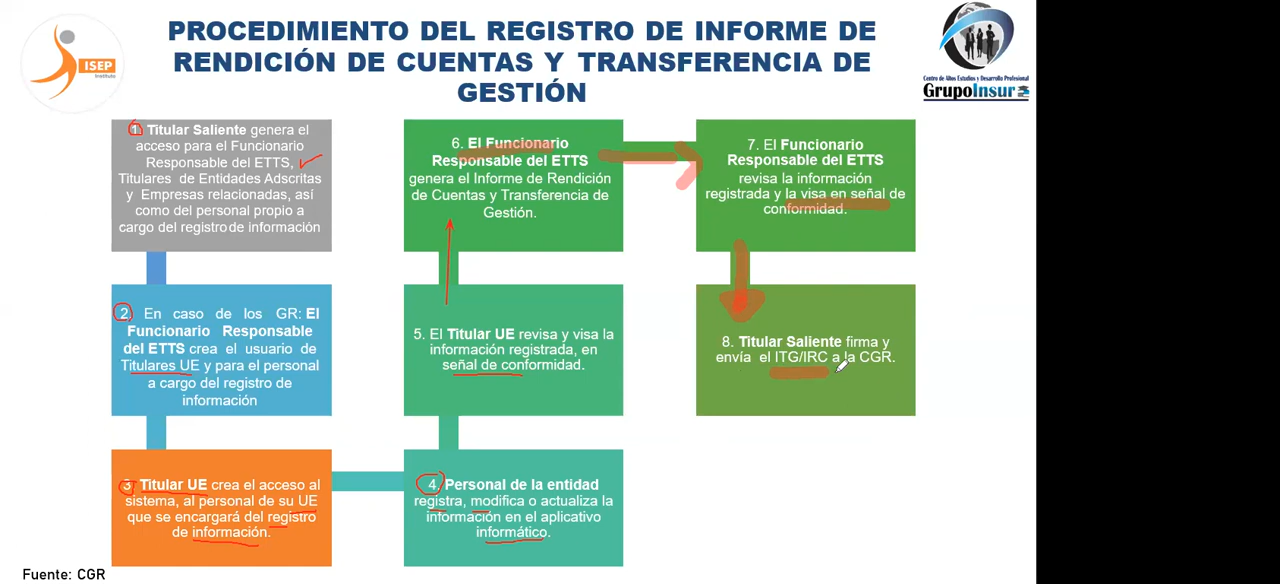 ISEP
Institute
PROCEDIMIENTO DEL REGISTRO DE INFORME DE
RENDICIÓN DE CUENTAS Y TRANSFERENCIA DE
GESTIÓN
Centro de Altos Estudios y Desarrollo Profesional
GrupoInsur
1. Titular Saliente genera el
acceso para el Funcionario
Responsable del ETTS,
Titulares de Entidades Adscritas
y Empresas relacionadas, así
como del personal propio a
cargo del registro de información
2. En caso de los GR: El
Funcionario Responsable
del ETTS crea el usuario de
Titulares UE y para el personal
a cargo del registro de
información
3. Titular UE crea el acceso al
sistema, al personal de su UE
que se encargará del registro
de información.
4. Personal de la entidad
registra, modifica o actualiza la
información en el aplicativo
informático.
5. El Titular UE revisa y visa la
información registrada, en
señal de conformidad.
6. El Funcionario
Responsable del ETTS
genera el Informe de Rendición
de Cuentas y Transferencia de
Gestión.
7. El Funcionario
Responsable del ETTS
revisa la información
registrada y la visa en señal de
conformidad.
8. Titular Saliente firma y
envía el ITG/IRC a la CGR.
Fuente: CGR